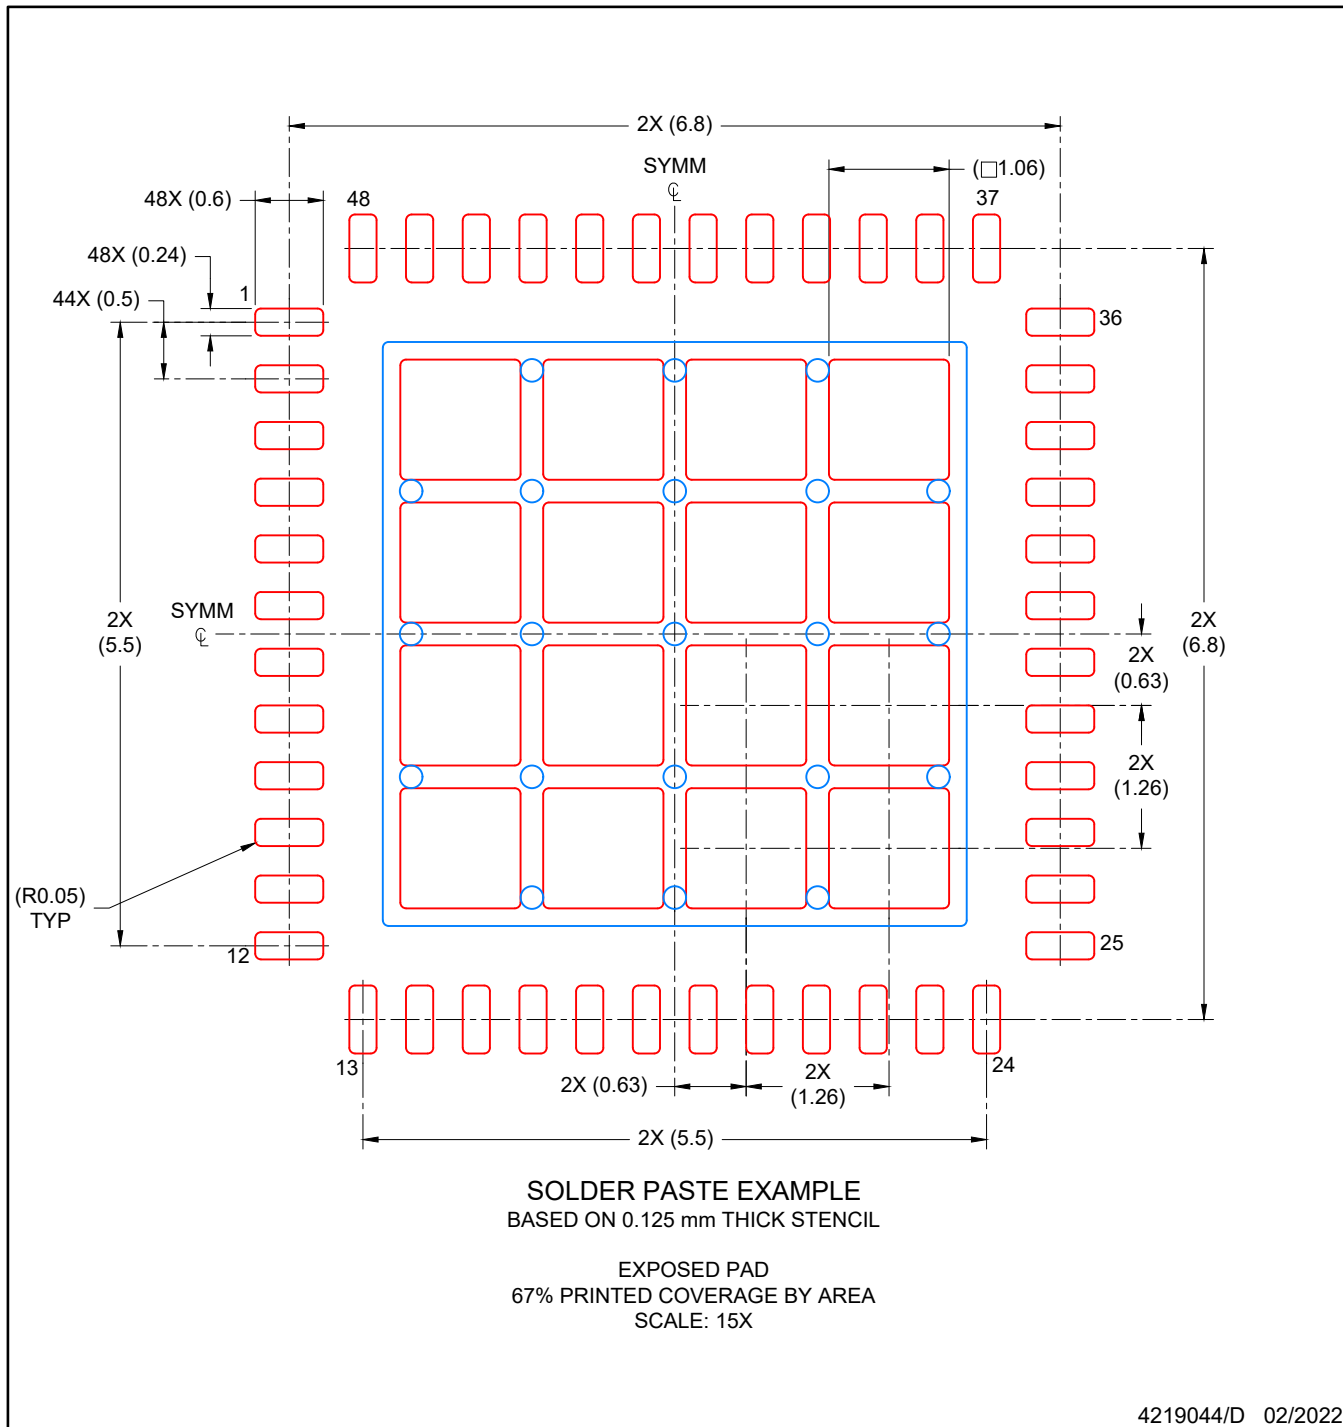 2X (6.8)
SYMM
℄
(□1.06)
48X (0.6)
48
37
48X (0.24)
44X (0.5)
1
36
SYMM
℄
2X
(5.5)
2X
(6.8)
2X
(0.63)
2X
(1.26)
(R0.05)
TYP
12
25
13
24
2X (0.63)
2X
(1.26)
2X (5.5)
SOLDER PASTE EXAMPLE
BASED ON 0.125 mm THICK STENCIL
EXPOSED PAD
67% PRINTED COVERAGE BY AREA
SCALE: 15X
4219044/D 02/2022